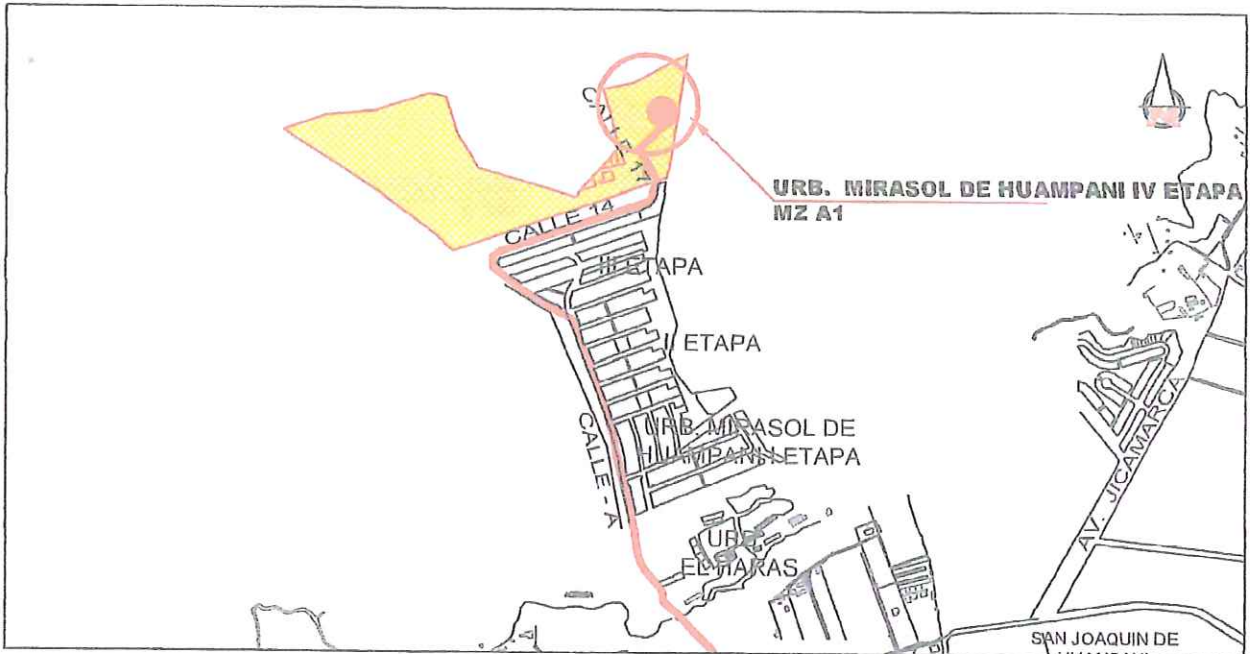 CALLE 17
URB. MIRASOL DE HUAMPANI IV ETAPA
MZ A1
CALLE 14
III ETAPA
II ETAPA
URB. MIRASOL DE
HUAMPANI I ETAPA
CALLE - A
AV. JICAMARCA
URB.
EL HARAS
SAN JOAQUIN DE